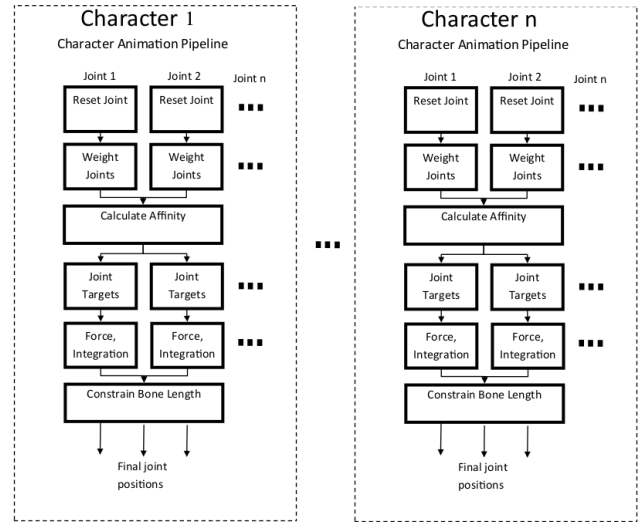 Character 1
Character Animation Pipeline
Joint 1 Joint 2 Joint n
Reset Joint Reset Joint
Weight Weight
Joints Joints
Calculate Affinity
Joint Joint
Targets Targets
Force, Force,
Integration Integration
Constrain Bone Length
Final joint
positions
Character n
Character Animation Pipeline
Joint 1 Joint 2 Joint n
Reset Joint Reset Joint
Weight Weight
Joints Joints
Calculate Affinity
Joint Joint
Targets Targets
Force, Force,
Integration Integration
Constrain Bone Length
Final joint
positions